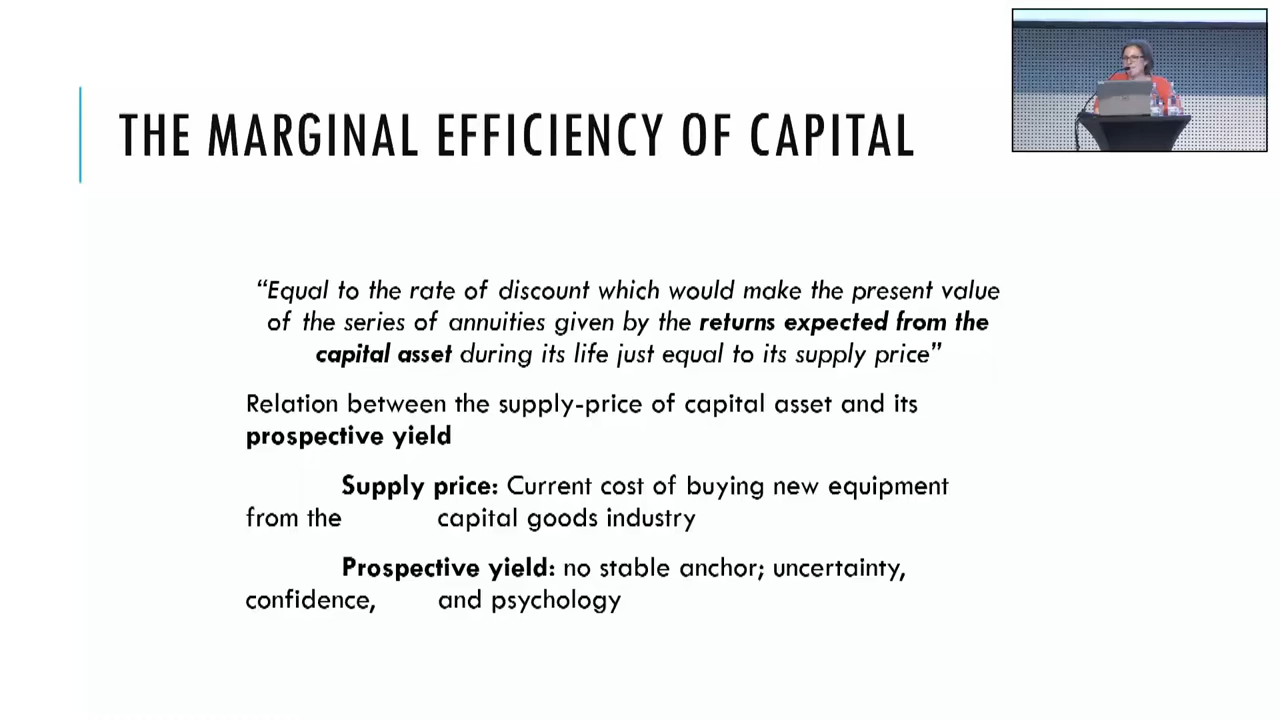 THE MARGINAL EFFICIENCY OF CAPITAL
“Equal to the rate of discount which would make the present value
of the series of annuities given by the returns expected from the
capital asset during its life just equal to its supply price”
Relation between the supply-price of capital asset and its
prospective yield
Supply price: Current cost of buying new equipment
from the capital goods industry
Prospective yield: no stable anchor; uncertainty,
confidence, and psychology